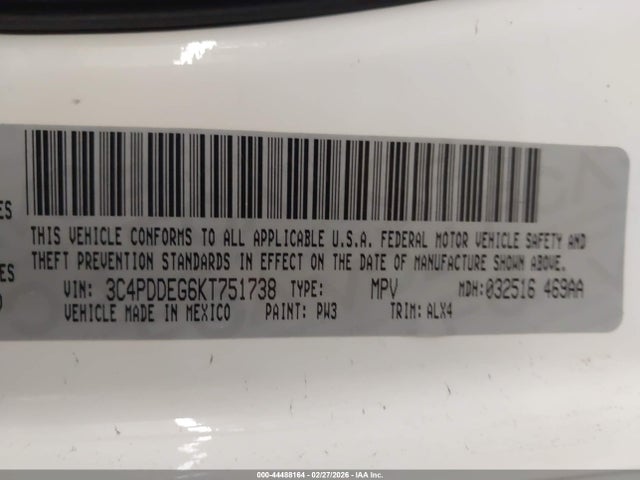 ES
THIS VEHICLE CONFORMS TO ALL APPLICABLE U.S.A. FEDERAL MOTOR VEHICLE SAFETY AND
THEFT PREVENTION STANDARDS IN EFFECT ON THE DATE OF MANUFACTURE SHOWN ABOVE.
ES
VIN: 3C4PDDEG6KT751738 TYPE: MPV MDH: 032516 469AA
VEHICLE MADE IN MEXICO PAINT: PW3 TRIM: ALX4
000-44488164 - 02/27/2026 - IAA Inc.